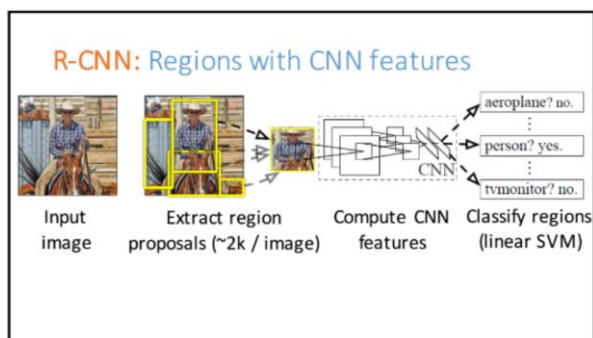 R-CNN: Regions with CNN features
aeroplane? no.
person? yes.
tvmonitor? no.
CNN
Input
image
Extract region
proposals (~2k / image)
Compute CNN
features
Classify regions
(linear SVM)